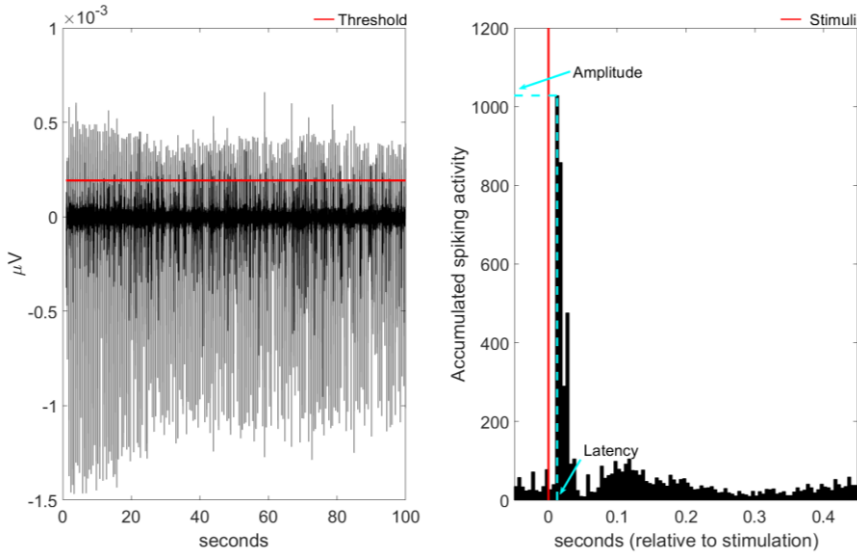 ×10⁻³
Threshold
1
0.5
0
-0.5
-1
-1.5
μV
0 20 40 60 80 100
seconds
Stimuli
1200
1000
800
600
400
200
0
Accumulated spiking activity
Amplitude
Latency
0 0.1 0.2 0.3 0.4
seconds (relative to stimulation)